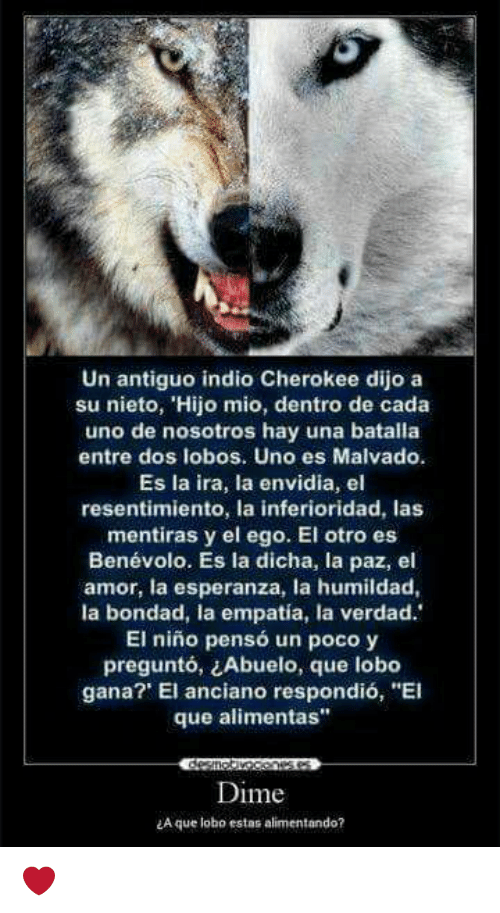 Un antiguo indio Cherokee dijo a
su nieto, 'Hijo mio, dentro de cada
uno de nosotros hay una batalla
entre dos lobos. Uno es Malvado.
Es la ira, la envidia, el
resentimiento, la inferioridad, las
mentiras y el ego. El otro es
Benévolo. Es la dicha, la paz, el
amor, la esperanza, la humildad,
la bondad, la empatía, la verdad.'
El niño pensó un poco y
preguntó, ¿Abuelo, que lobo
gana?' El anciano respondió, "El
que alimentas"
desmotivaciones.es
Dime
¿A que lobo estas alimentando?